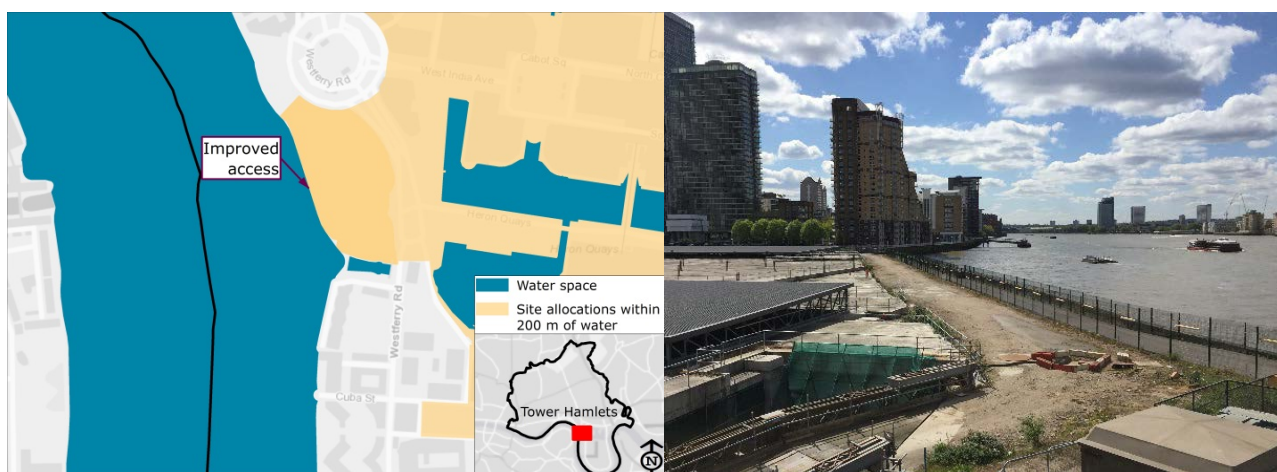 Westferry Rd
West India Ave
Cabot Sq
Improved
access
Heron Quays
Heron Quays
Westferry Rd
Cuba St
Water space
Site allocations within
200 m of water
Tower Hamlets
N